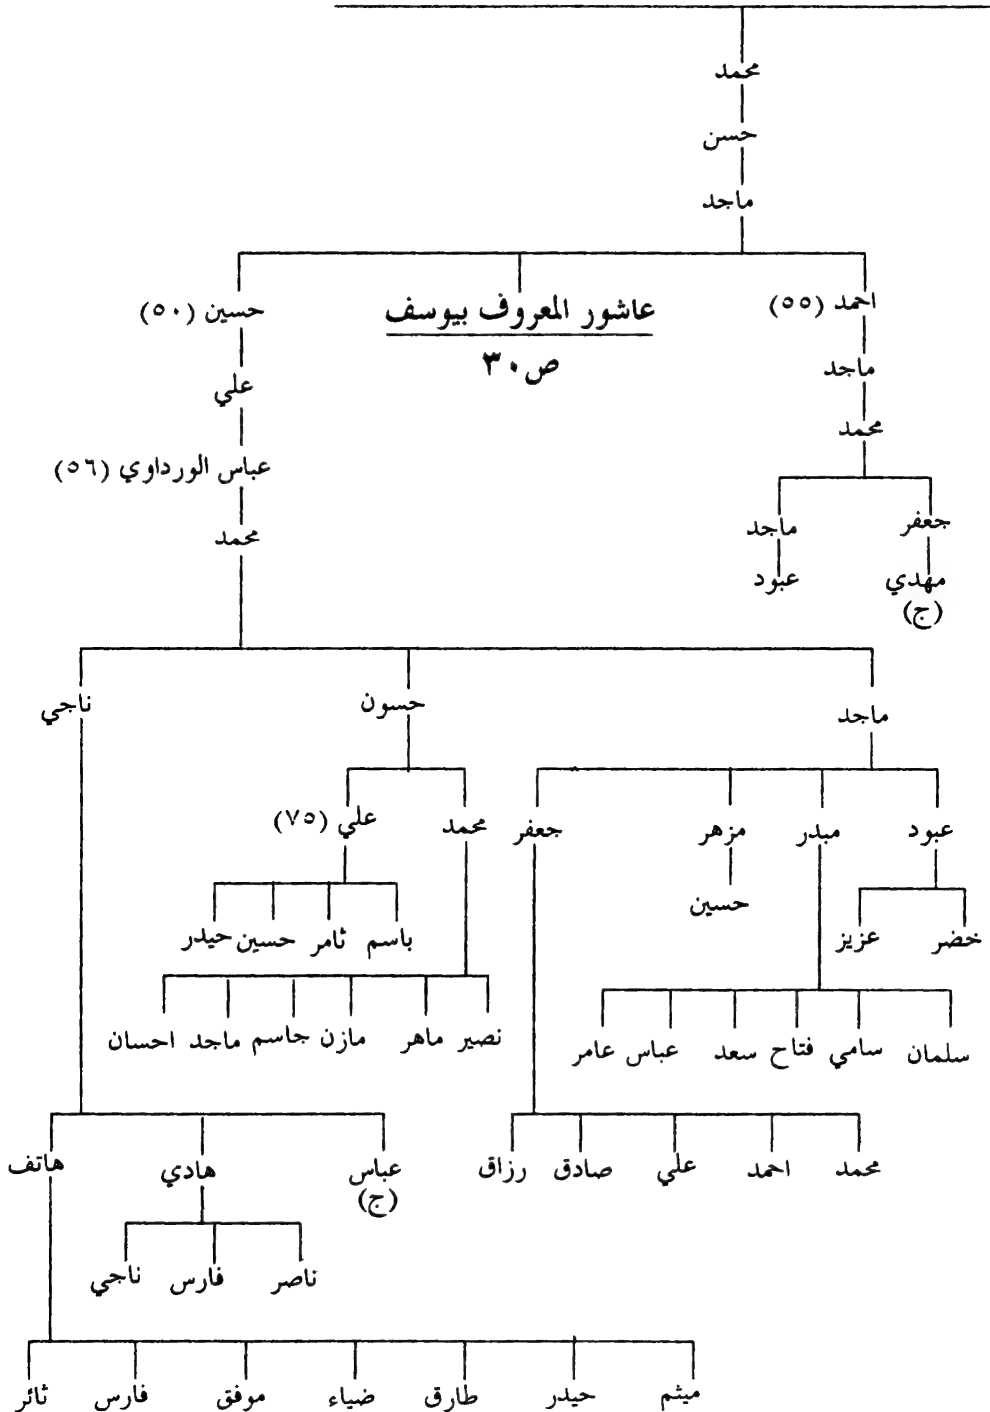 محمد
حسن
ماجد
احمد (٥٥) عاشور المعروف بيوسف حسين (٥٠)
ص٣٠
ماجد علي
محمد عباس الورداوي (٥٦)
جعفر ماجد محمد
مهدي عبود
(ج)
ماجد حسون ناجي
عبود مبدر مزهر جعفر محمد علي (٧٥)
حسين
خضر عزيز باسم ثامر حسين حيدر
سلمان سامي فتاح سعد عباس عامر نصير ماهر مازن جاسم ماجد احسان
محمد احمد علي صادق رزاق عباس هادي هاتف
(ج)
ناصر فارس ناجي
ميثم حيدر طارق ضياء موفق فارس ثائر